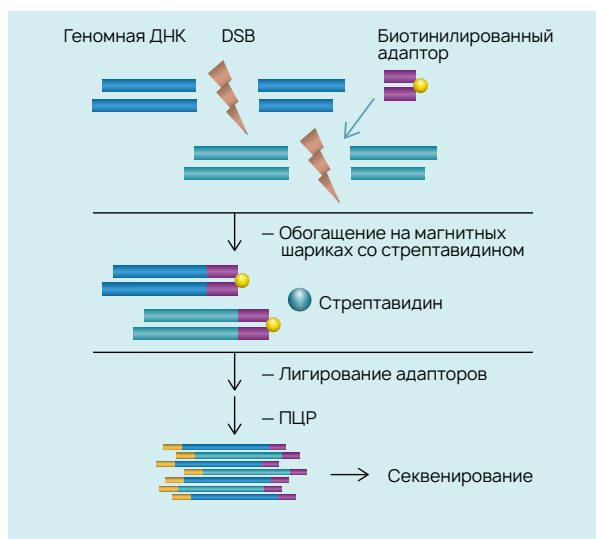 Геномная ДНК
DSB
Биотинилированный
адаптор
– Обогащение на магнитных
шариках со стрептавидином
Стрептавидин
– Лигирование адапторов
– ПЦР
Секвенирование